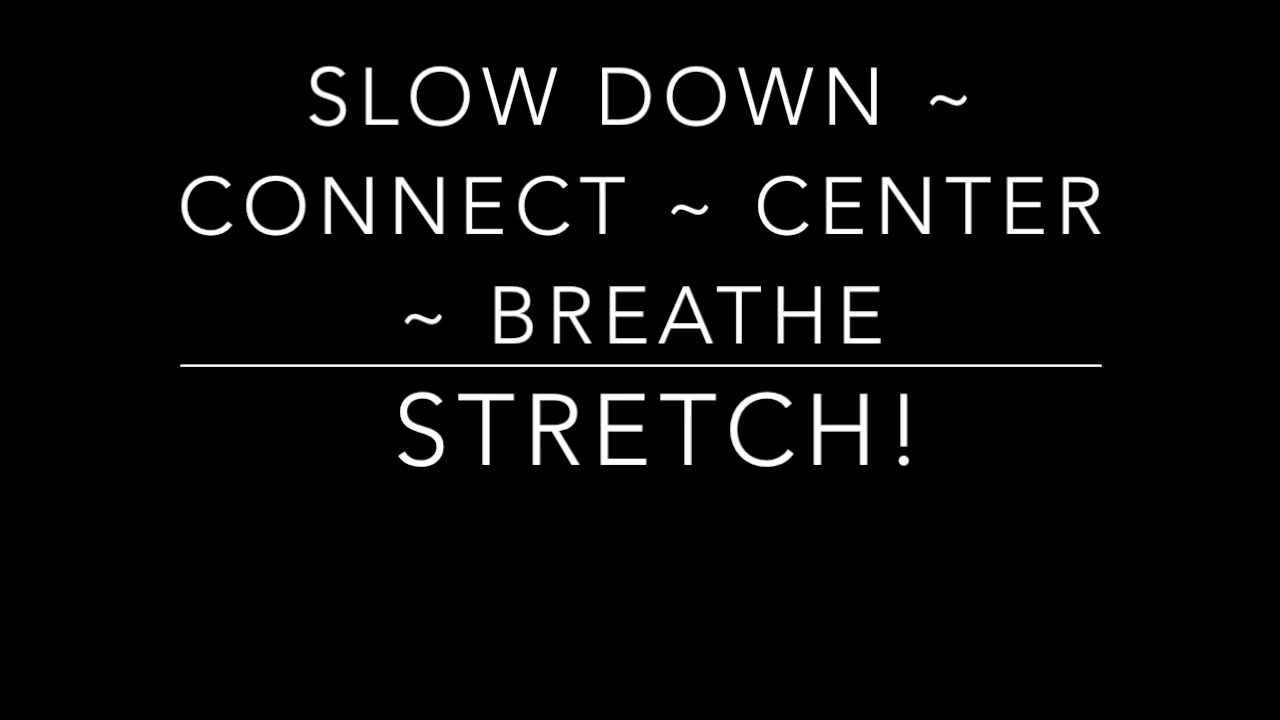 SLOW DOWN ~
CONNECT ~ CENTER
~ BREATHE
STRETCH!